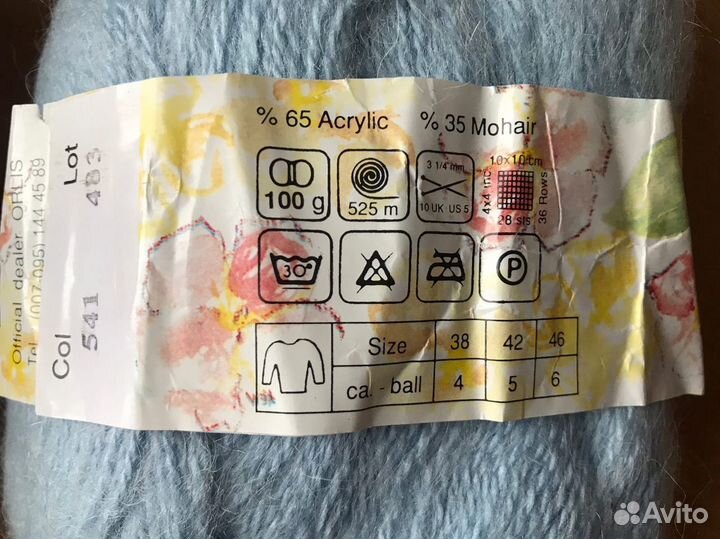 % 65 Acrylic % 35 Mohair
100 g
525 m
3 1/4 mm
10 UK US 5
10x10 cm
4x4 inc
36 Rows
28 sts
30°
P
Size 38 42 46
ca. - ball 4 5 6
Lot 483
Col 541
Official dealer ORLIS
Tel. (007 095) 144 45 89
Avito